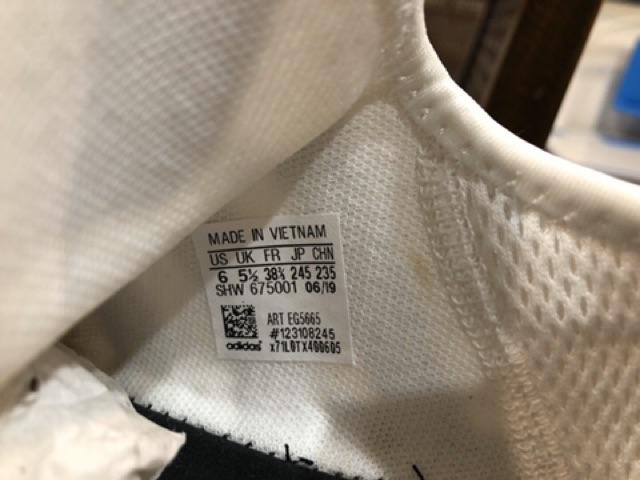 MADE IN VIETNAM
US UK FR JP CHN
6 5½ 38⅔ 245 235
SHW 675001 06/19
ART EG5665
#123108245
adidas x71L0TX400605